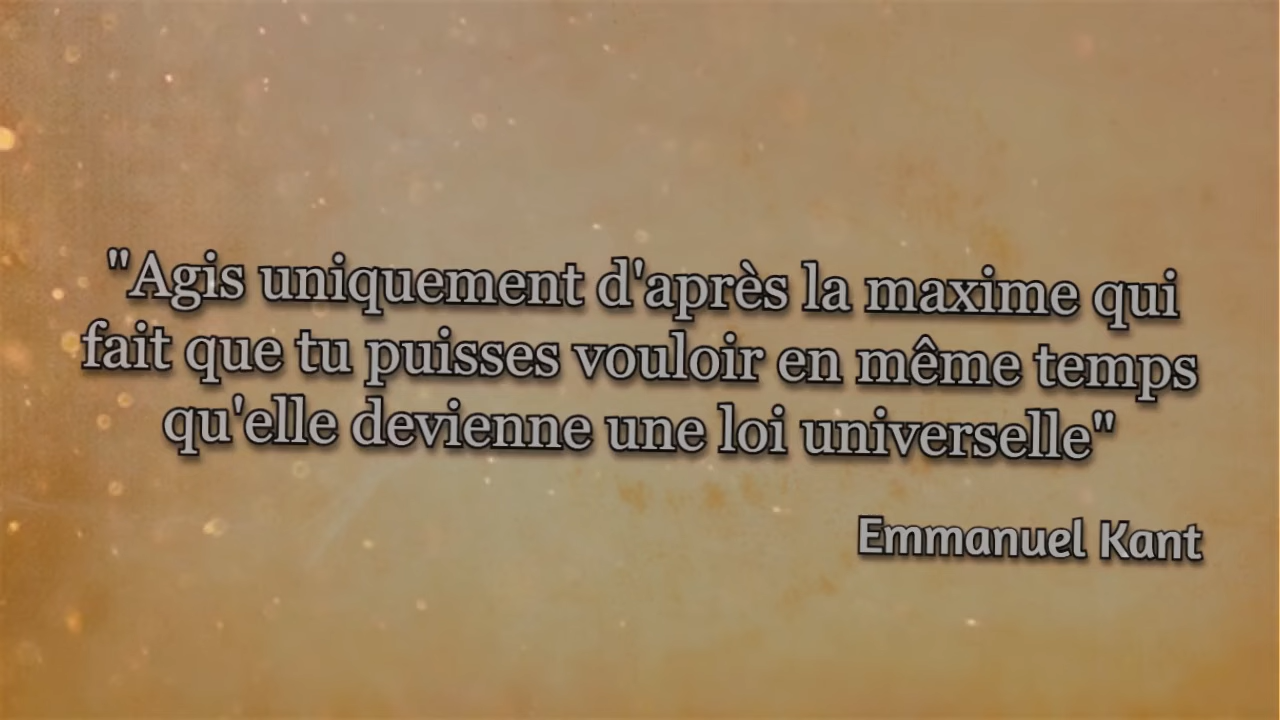 "Agis uniquement d'après la maxime qui
fait que tu puisses vouloir en même temps
qu'elle devienne une loi universelle"
Emmanuel Kant